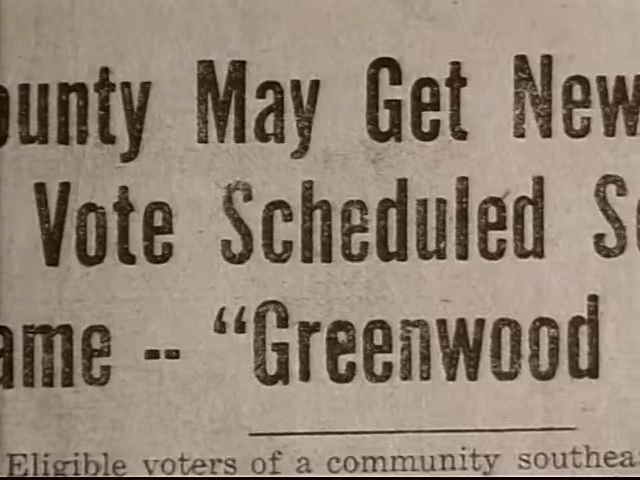 ounty May Get New
Vote Scheduled S
ame -- "Greenwood
Eligible voters of a community southea